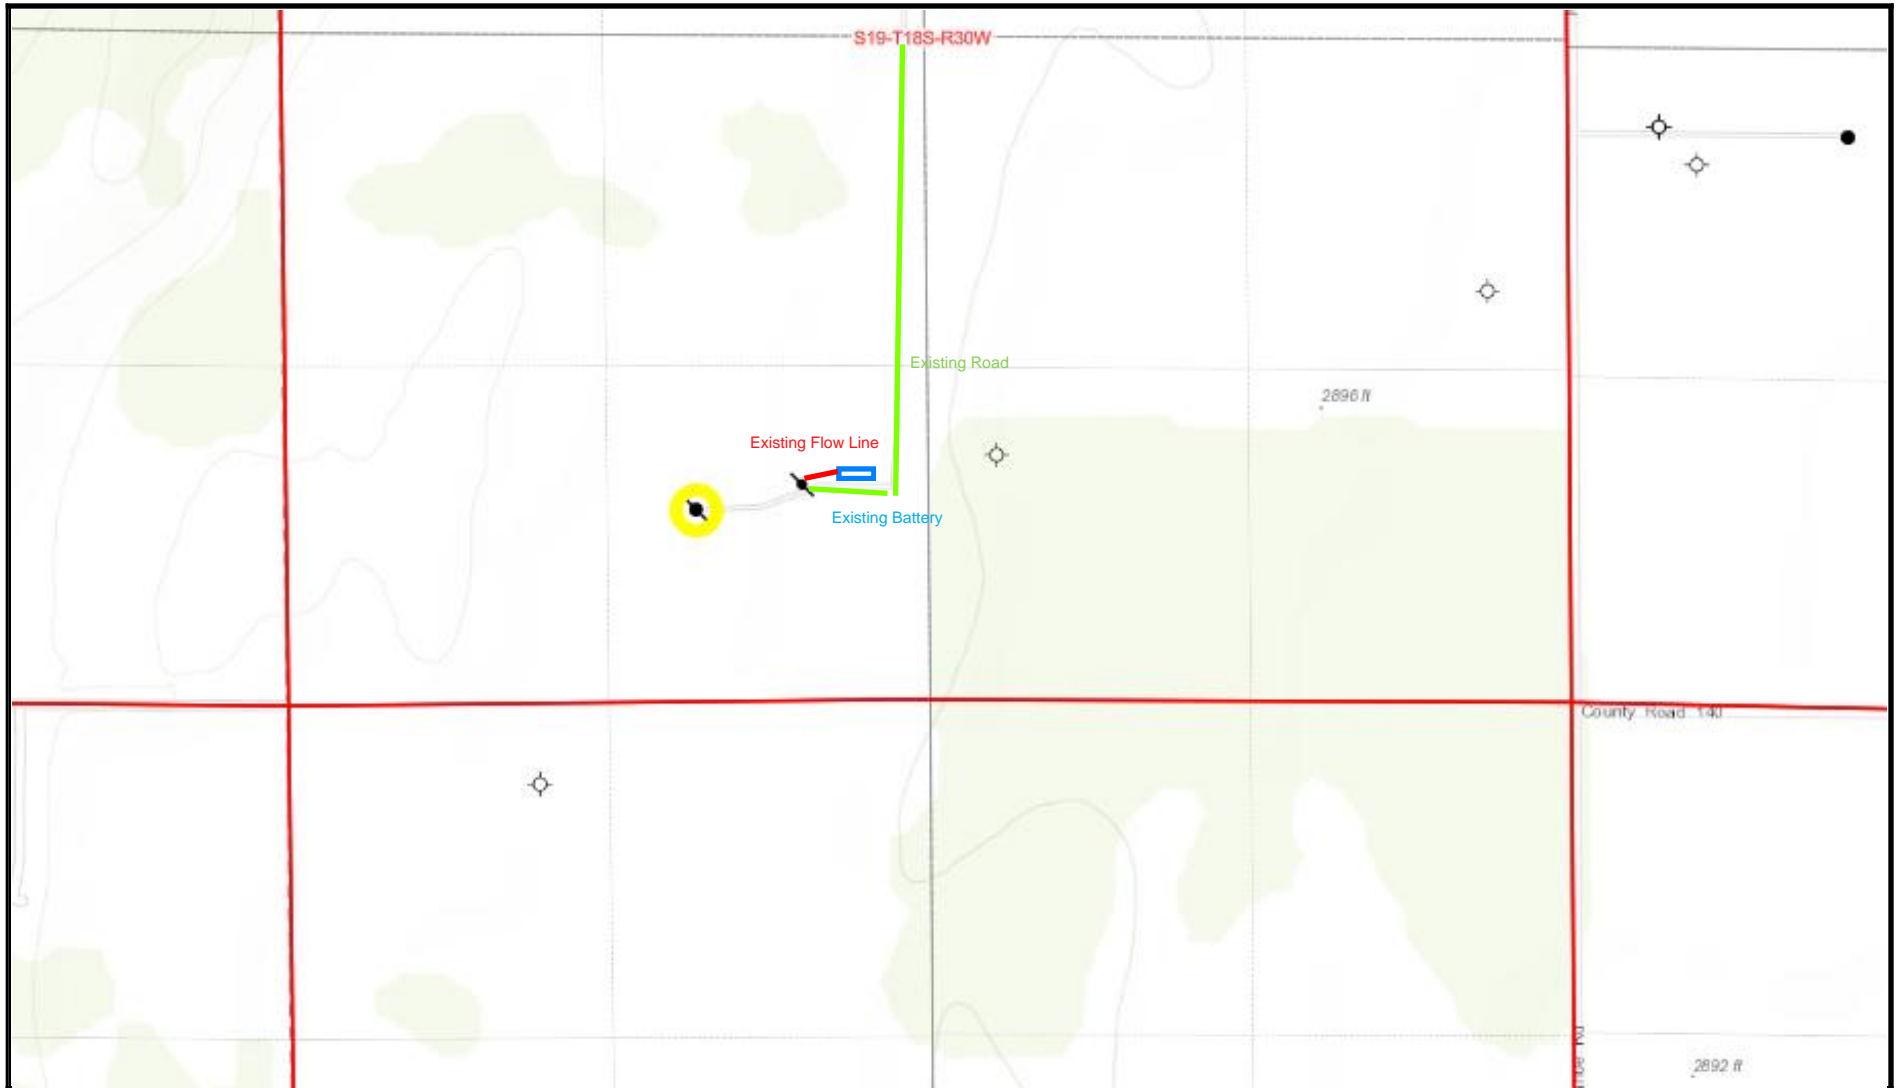 S19-T18S-R30W
Existing Road
2896 ft
Existing Flow Line
Existing Battery
County Road 140
2892 ft